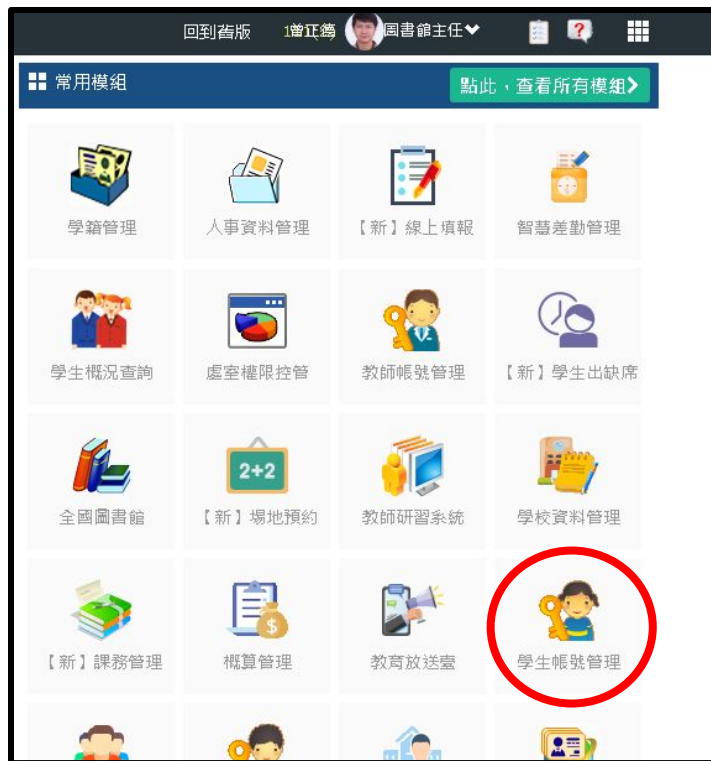 回到舊版 1曾正德 圖書館主任
常用模組 點此，查看所有模組
學籍管理 人事資料管理 【新】線上填報 智慧差勤管理
學生概況查詢 處室權限控管 教師帳號管理 【新】學生出缺席
全國圖書館 【新】場地預約 教師研習系統 學校資料管理
2+2
【新】課務管理 概算管理 教育放送臺 學生帳號管理